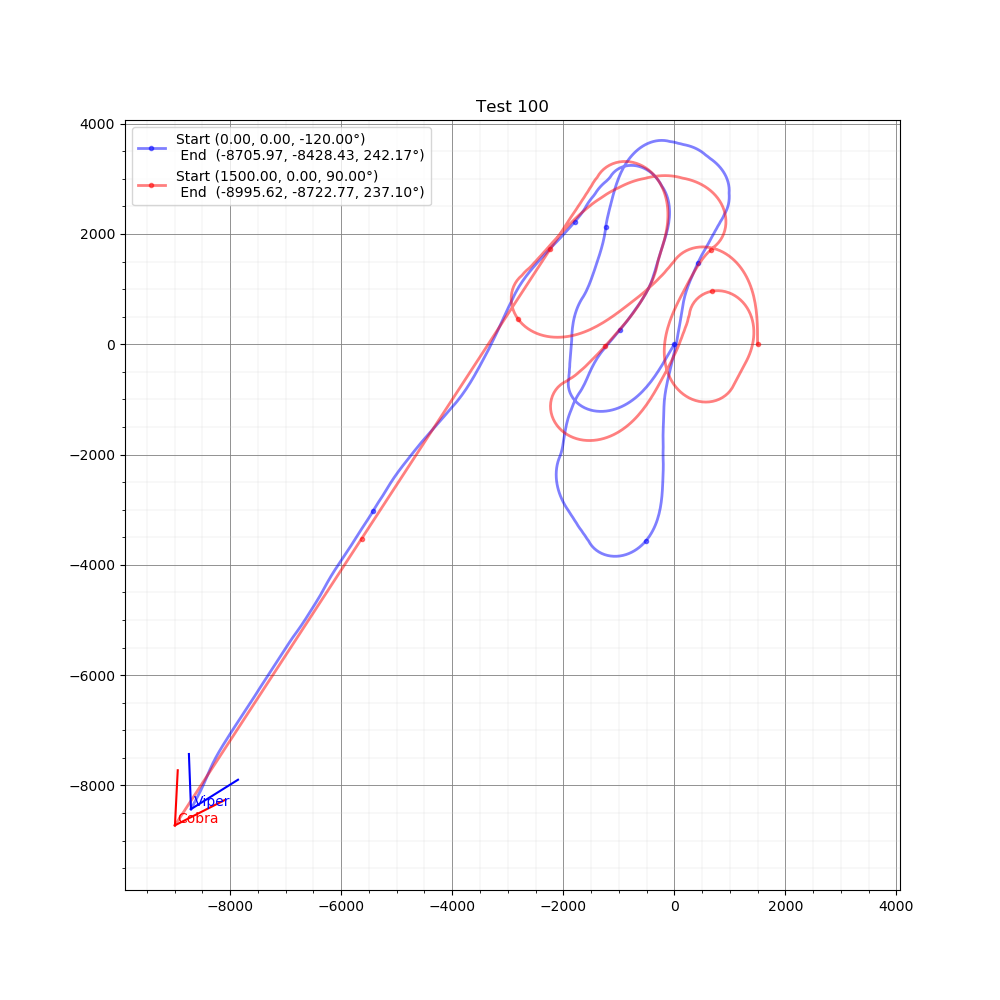 Test 100
Start (0.00, 0.00, -120.00°)
End  (-8705.97, -8428.43, 242.17°)
Start (1500.00, 0.00, 90.00°)
End  (-8995.62, -8722.77, 237.10°)
4000
2000
0
−2000
−4000
−6000
−8000
Viper
Cobra
−8000 −6000 −4000 −2000 0 2000 4000